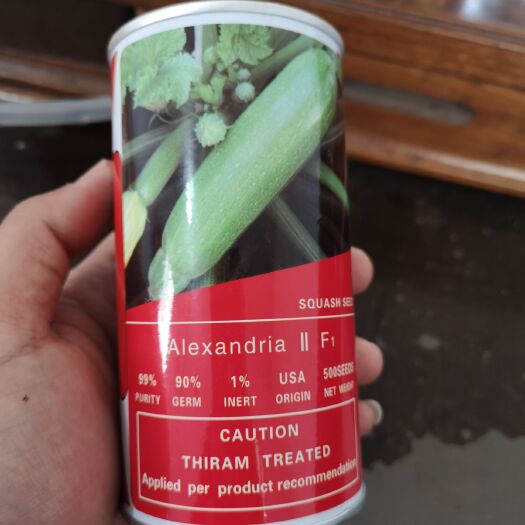 SQUASH SEED
Alexandria II F1
99% 90% 1% USA 500SEEDS
PURITY GERM INERT ORIGIN NET WEIGHT
CAUTION
THIRAM TREATED
Applied per product recommendation